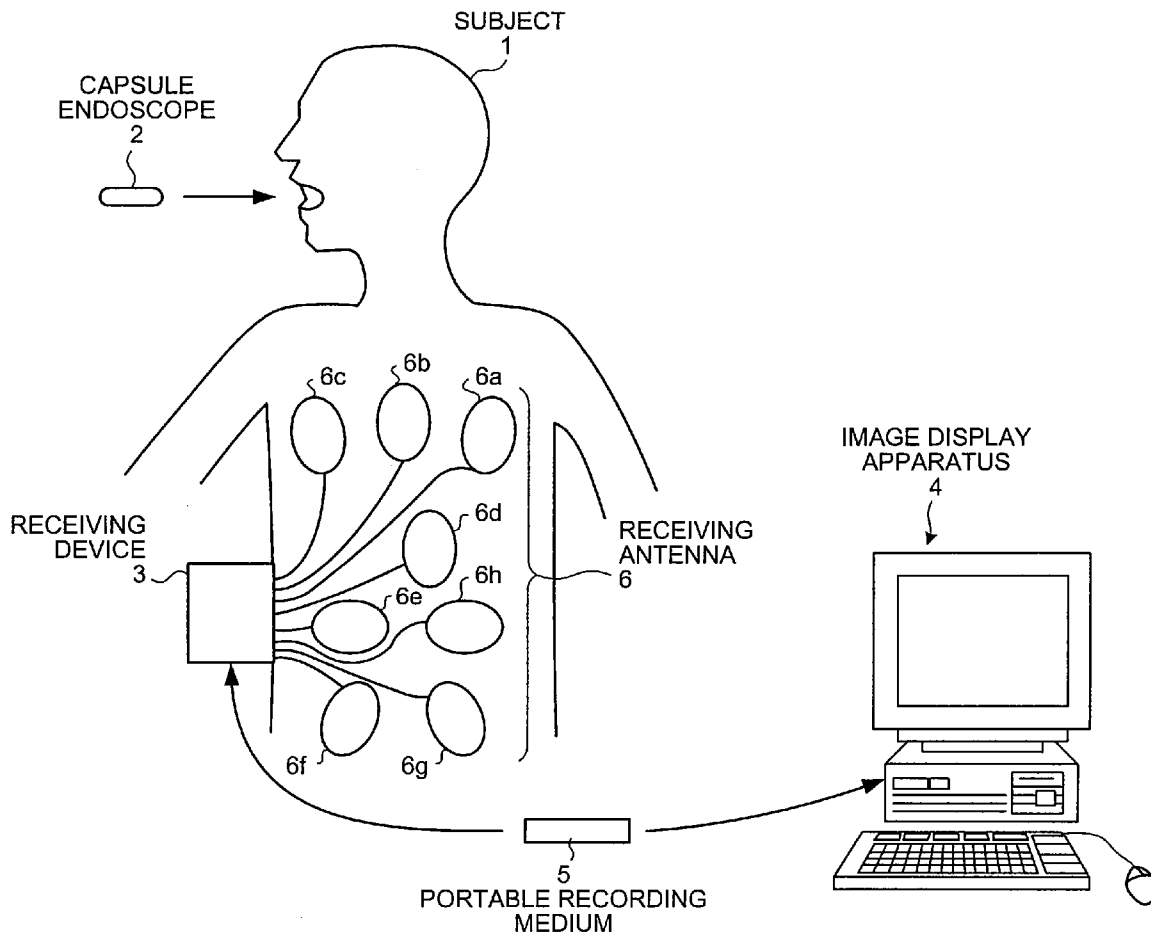 SUBJECT
1
CAPSULE
ENDOSCOPE
2
6c
6b
6a
IMAGE DISPLAY
APPARATUS
4
RECEIVING
DEVICE
3
6d
RECEIVING
ANTENNA
6
6e
6h
6f
6g
5
PORTABLE RECORDING
MEDIUM